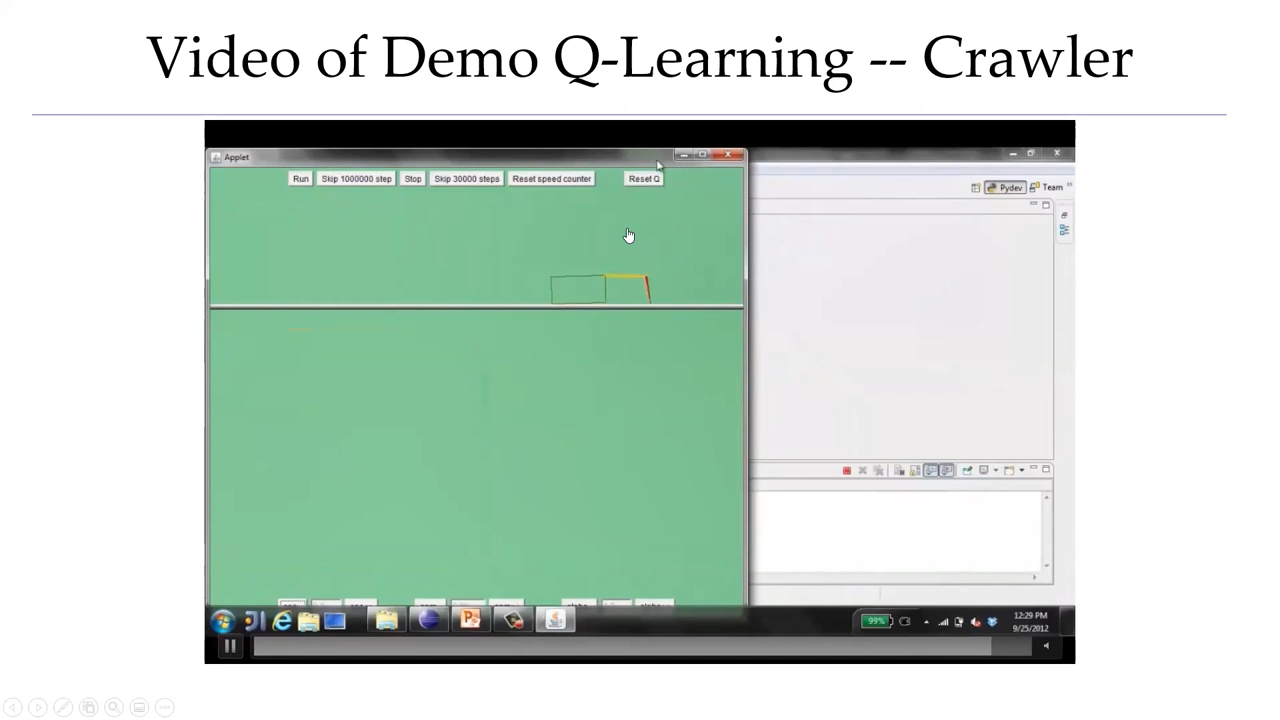 Video of Demo Q-Learning -- Crawler
Applet
Run Skip 1000000 step Stop Skip 30000 steps Reset speed counter Reset Q
Pydev Team
99%
12:29 PM
9/25/2012